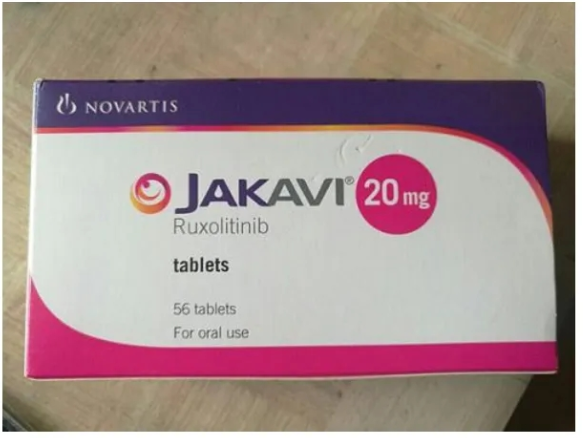 NOVARTIS
JAKAVI® 20 mg
Ruxolitinib
tablets
56 tablets
For oral use